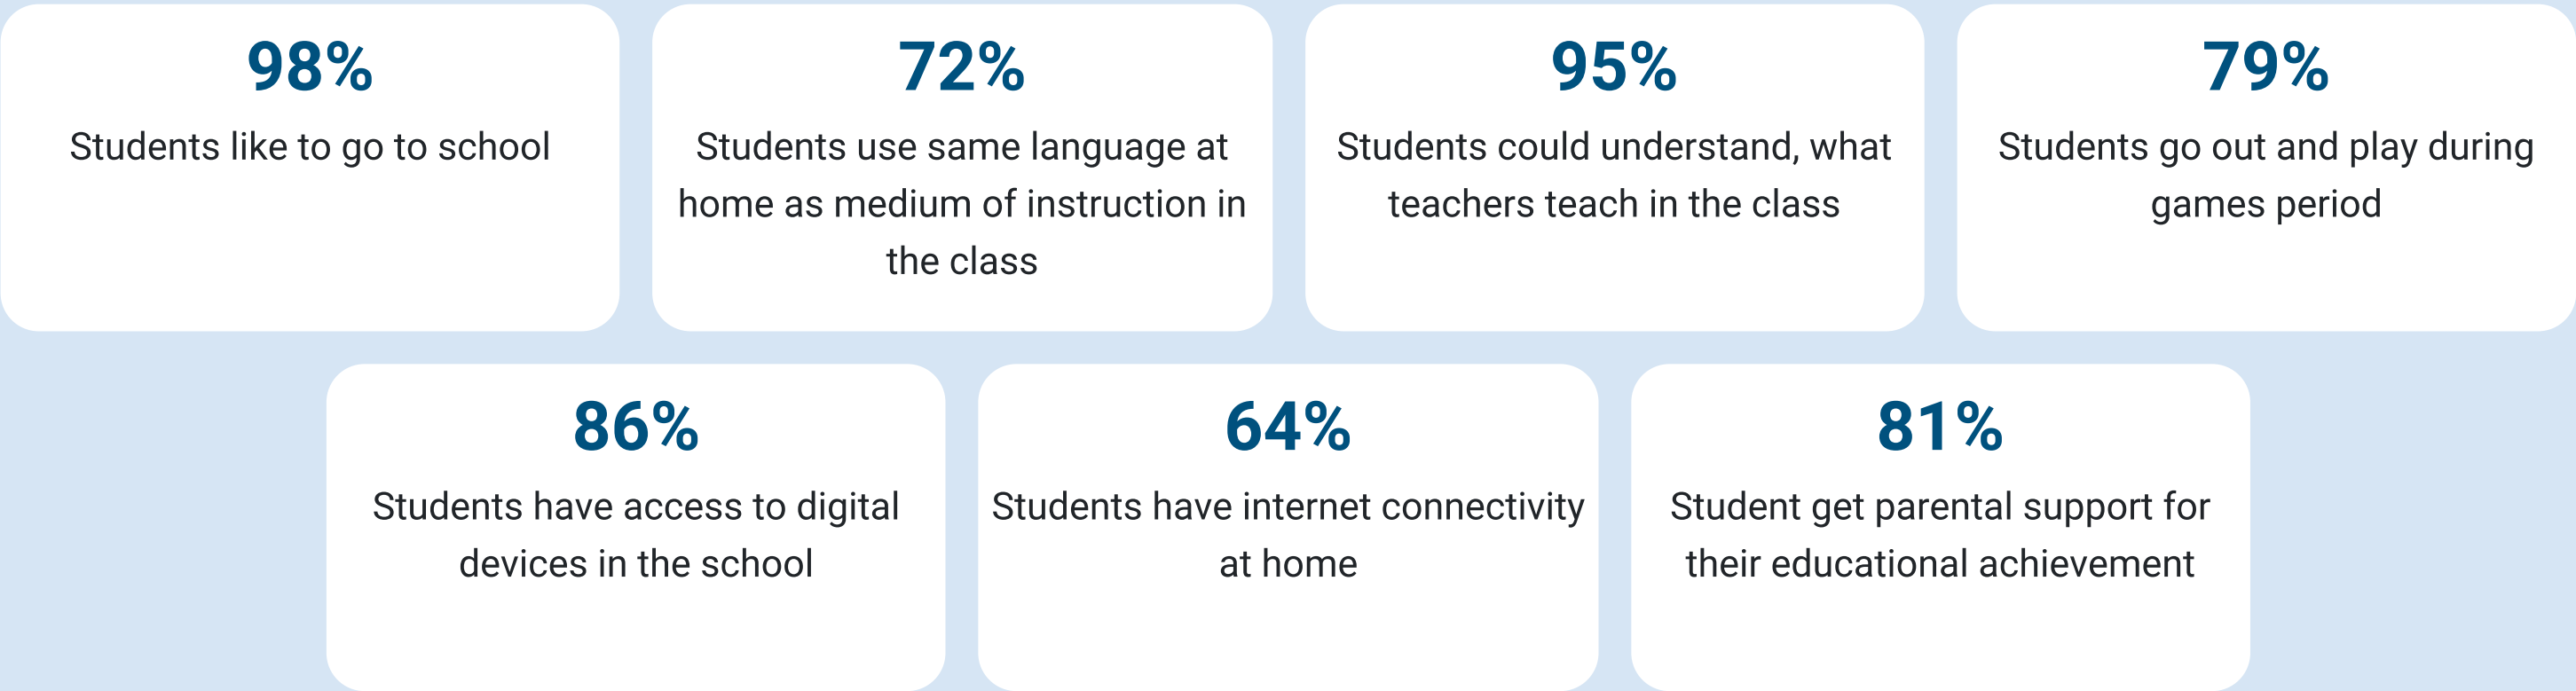 98%
Students like to go to school
72%
Students use same language at
home as medium of instruction in
the class
95%
Students could understand, what
teachers teach in the class
79%
Students go out and play during
games period
86%
Students have access to digital
devices in the school
64%
Students have internet connectivity
at home
81%
Student get parental support for
their educational achievement